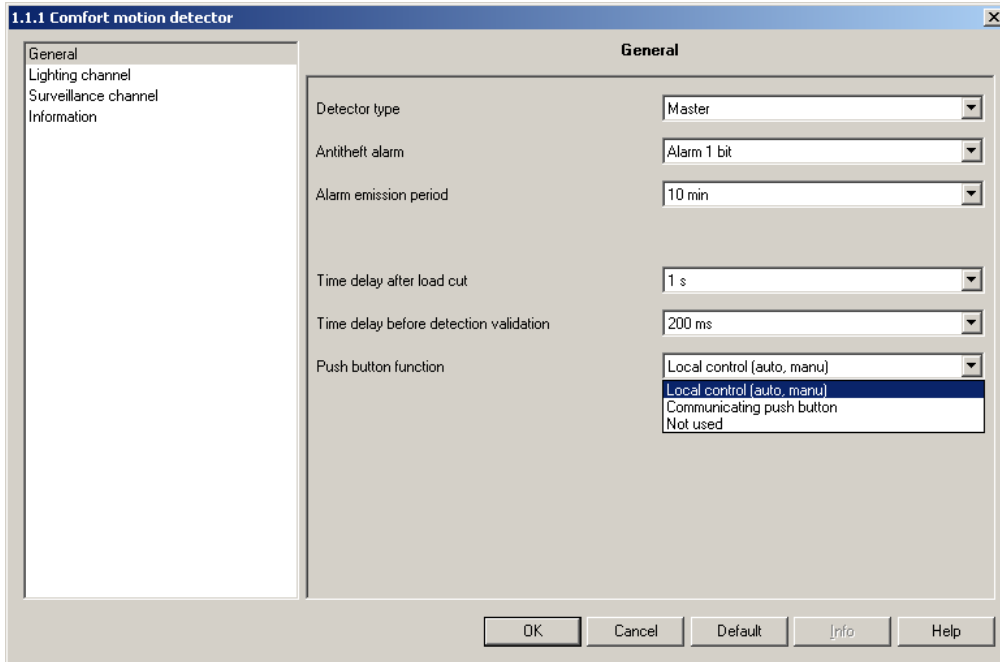 1.1.1 Comfort motion detector
General
Lighting channel
Surveillance channel
Information
General
Detector type Master
Antitheft alarm Alarm 1 bit
Alarm emission period 10 min
Time delay after load cut 1 s
Time delay before detection validation 200 ms
Push button function Local control (auto, manu)
Local control (auto, manu)
Communicating push button
Not used
OK Cancel Default Info Help